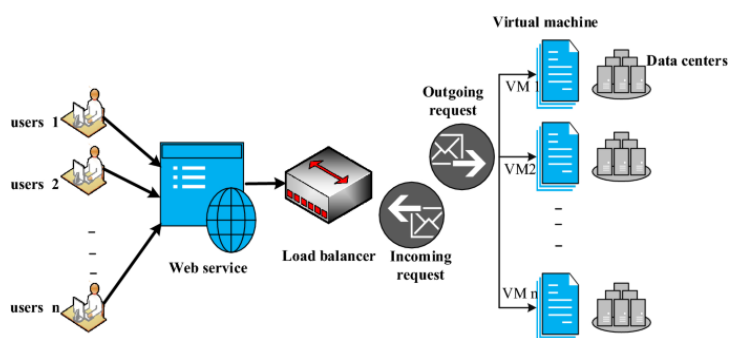 Virtual machine
Data centers
Outgoing
request
VM 1
users 1
users 2
VM2
Web service
Load balancer
Incoming
request
users n
VM n